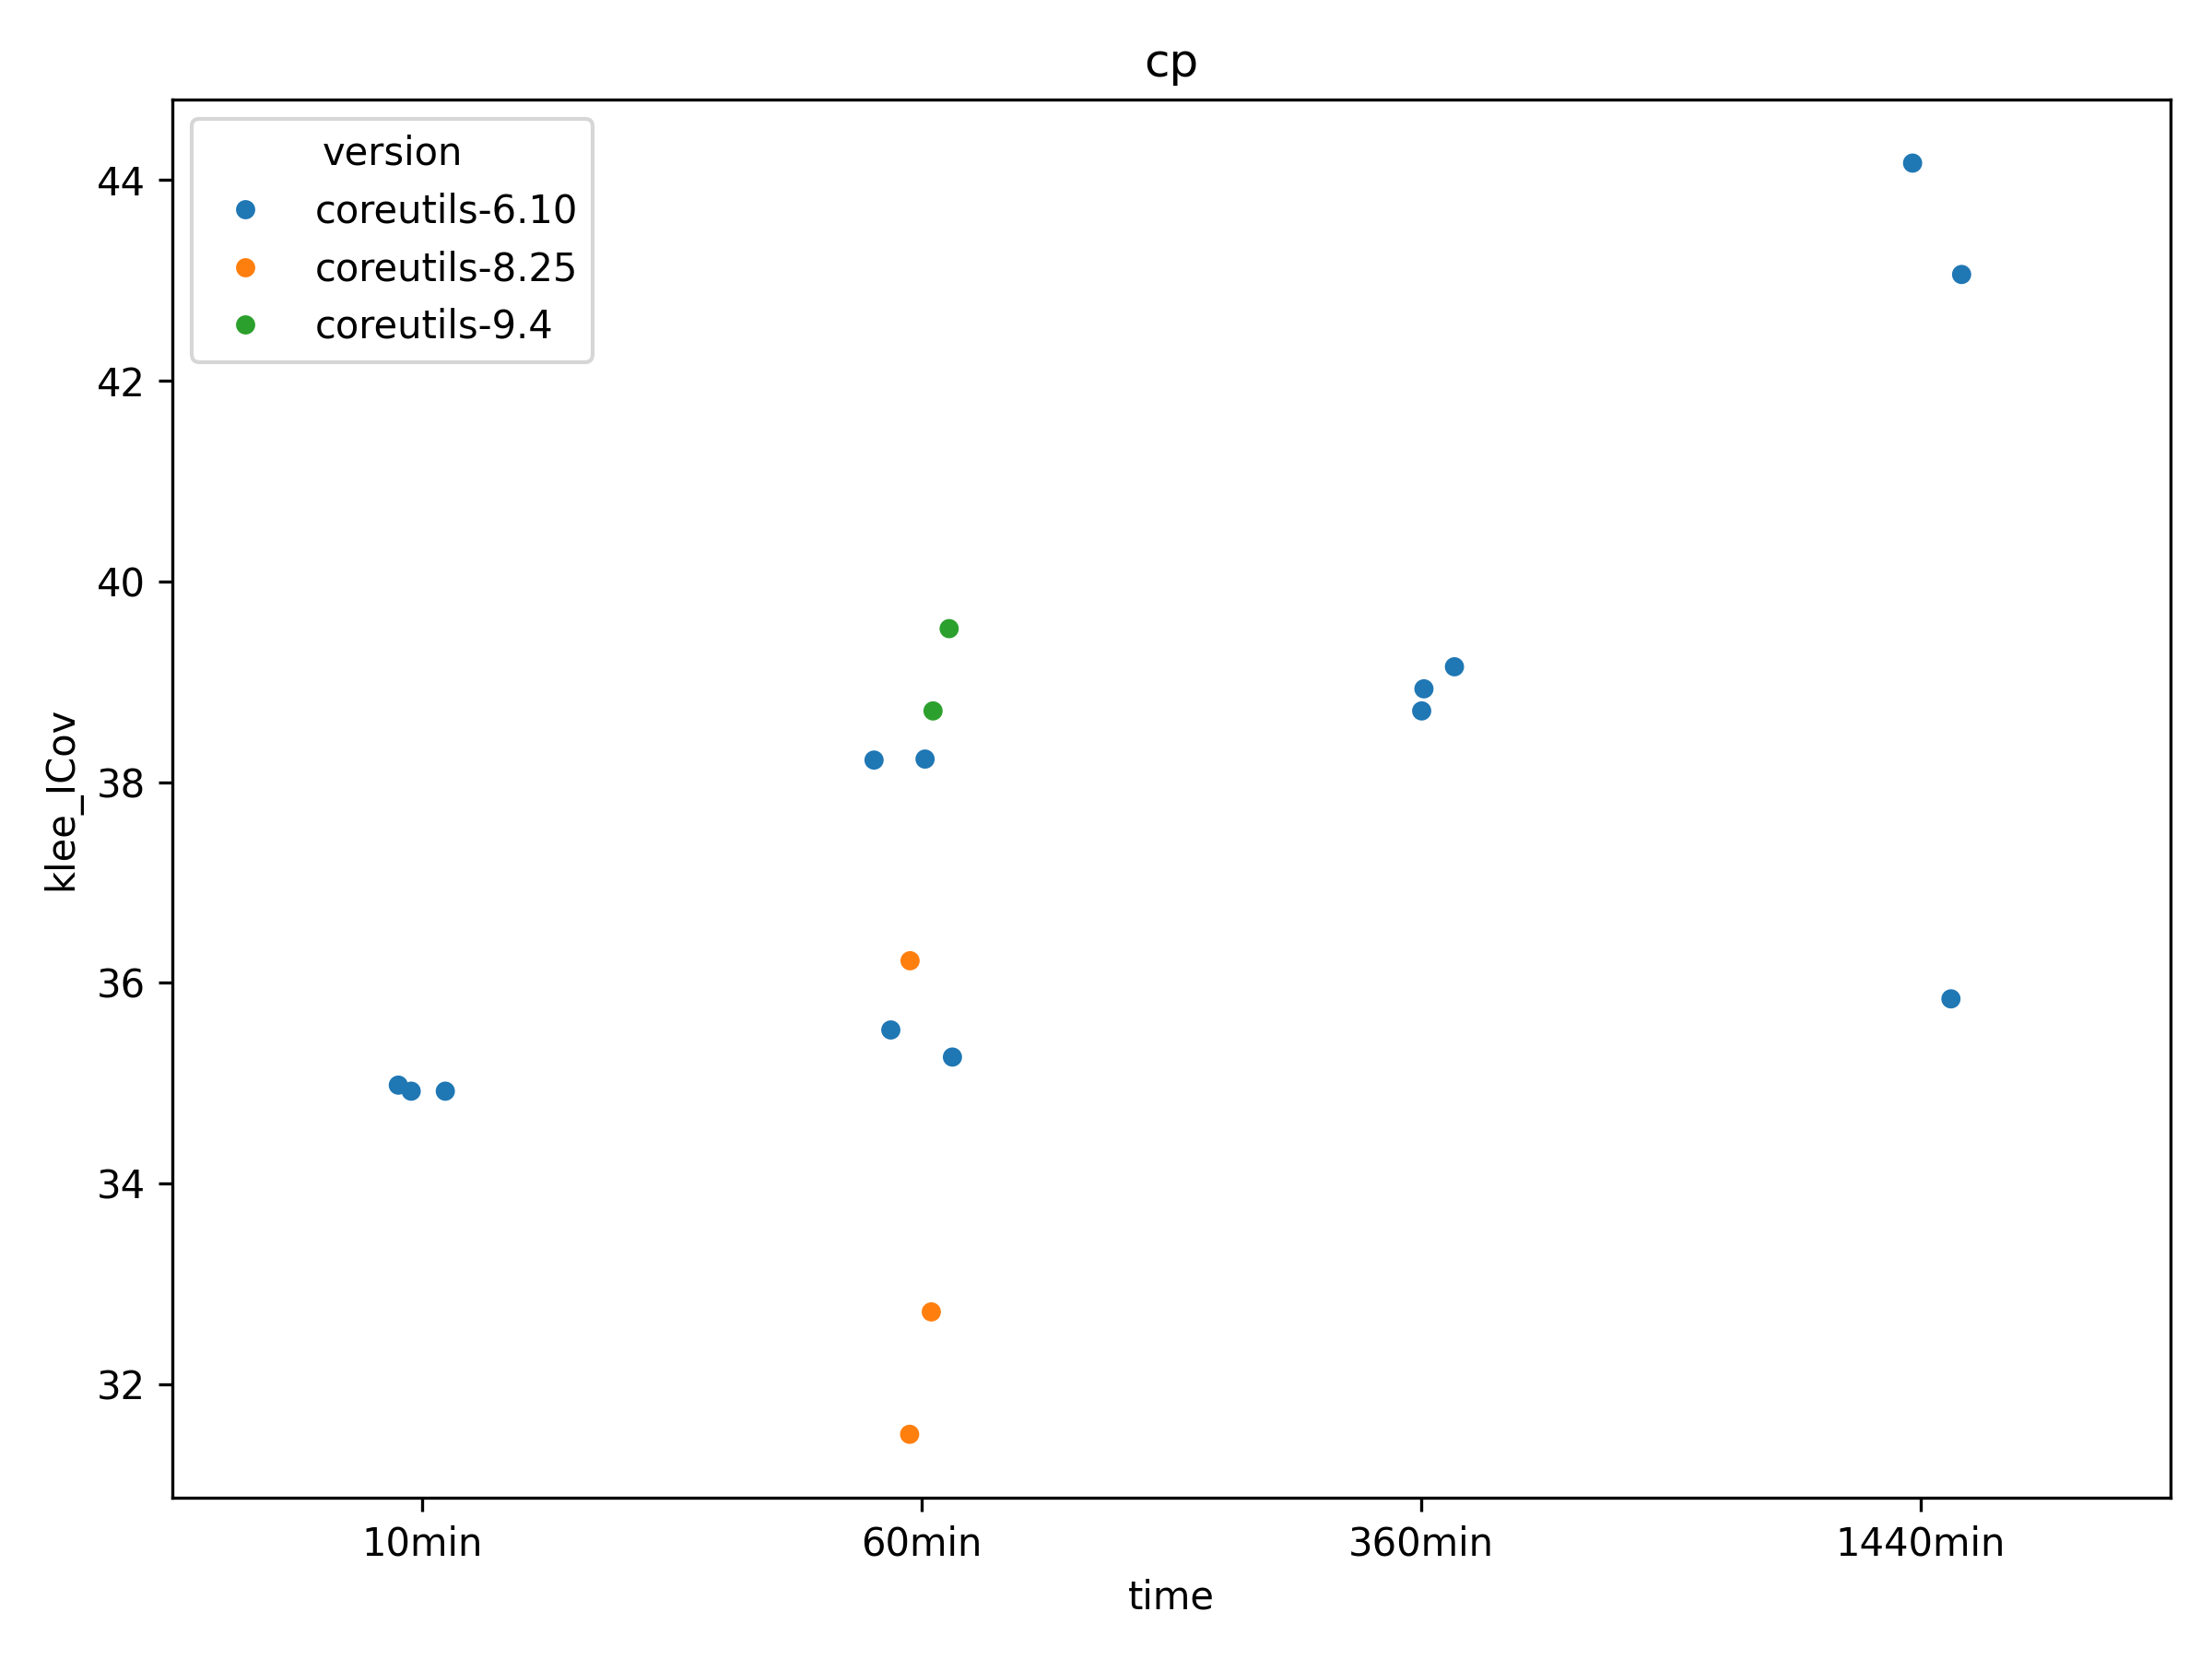 cp
version
coreutils-6.10
coreutils-8.25
coreutils-9.4
44
42
40
38
36
34
32
klee_ICov
10min
60min
360min
1440min
time